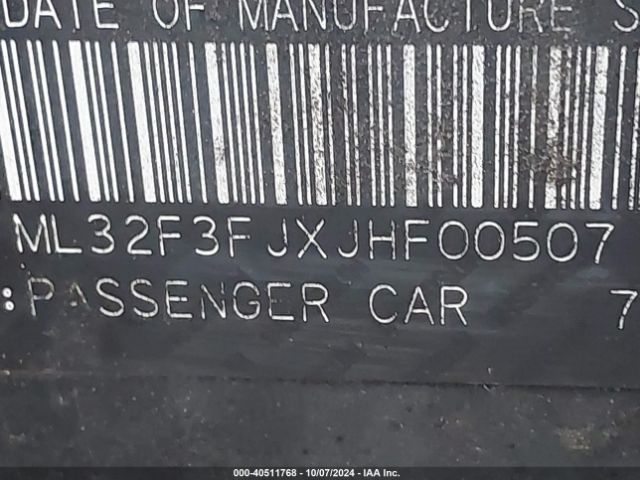 DATE OF MANUFACTURE S
ML32F3FJXJHF00507
:PASSENGER CAR 7
000-40511768 - 10/07/2024 - IAA Inc.